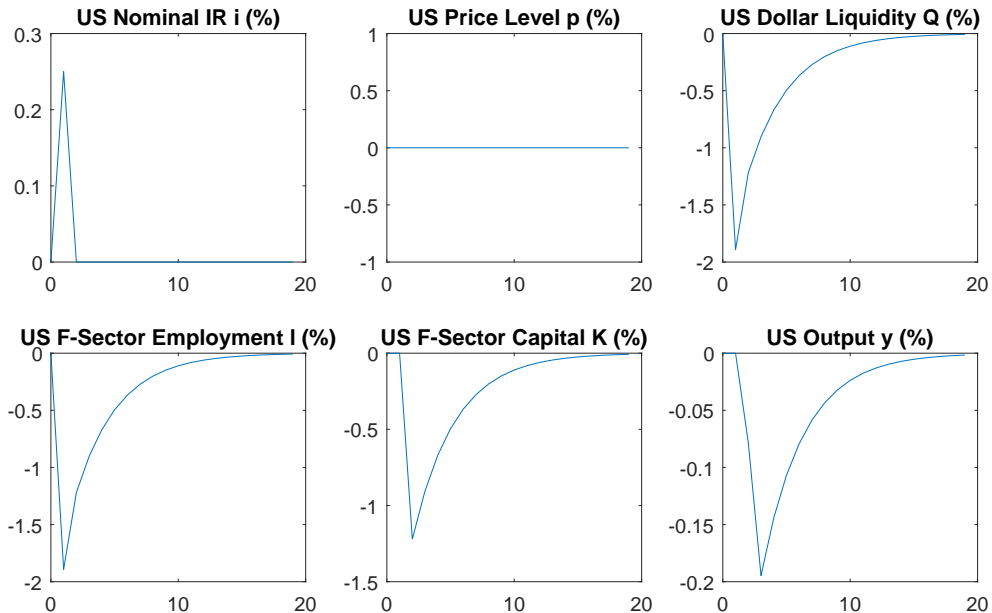 US Nominal IR i (%)
0.3
0.2
0.1
0
0 10 20
US Price Level p (%)
1
0.5
0
-0.5
-1
0 10 20
US Dollar Liquidity Q (%)
0
-0.5
-1
-1.5
-2
0 10 20
US F-Sector Employment l (%)
0
-0.5
-1
-1.5
-2
0 10 20
US F-Sector Capital K (%)
0
-0.5
-1
-1.5
0 10 20
US Output y (%)
0
-0.05
-0.1
-0.15
-0.2
0 10 20